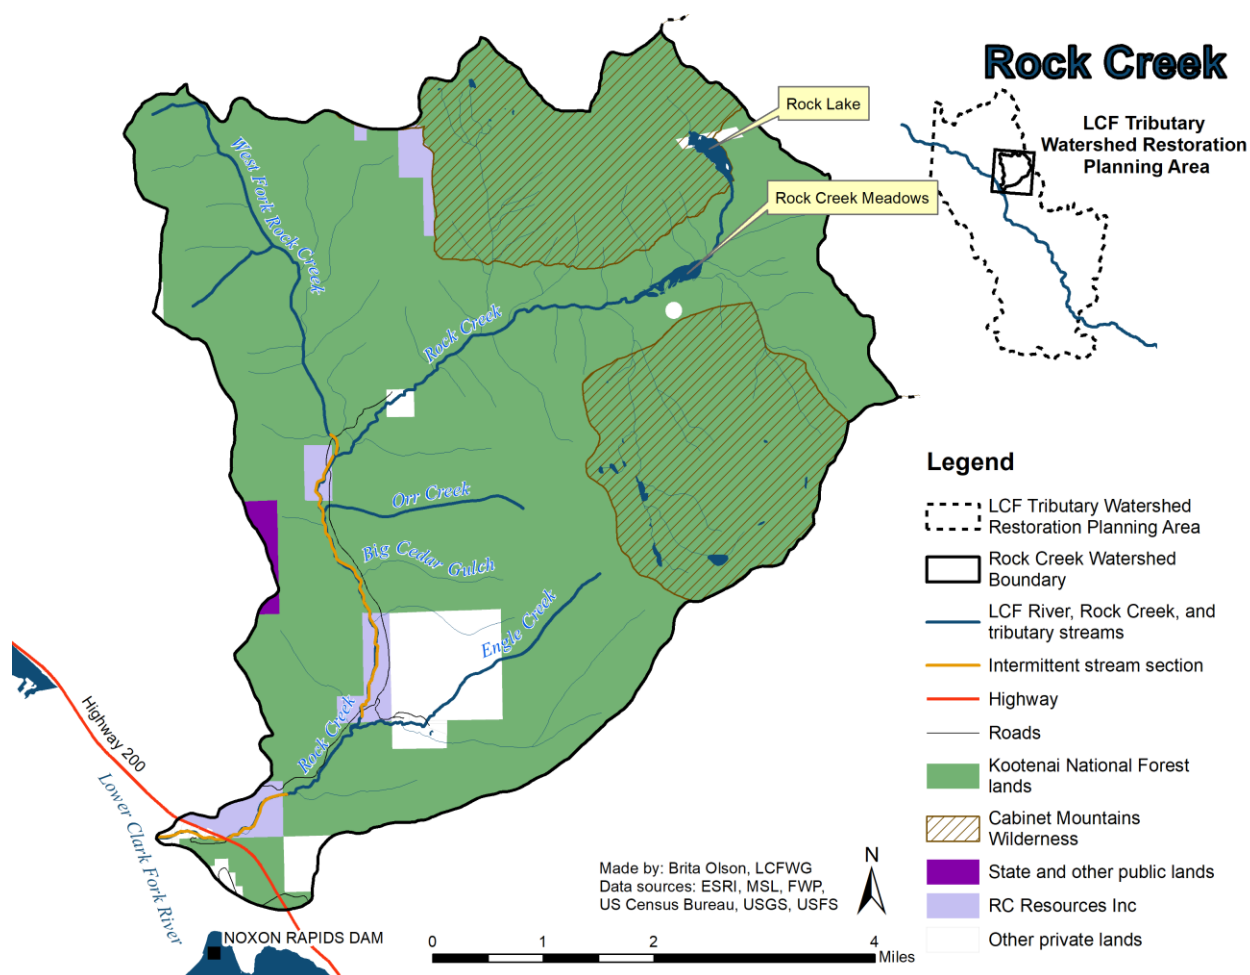 Rock Creek
LCF Tributary
Watershed Restoration
Planning Area
Rock Lake
Rock Creek Meadows
West Fork Rock Creek
Rock Creek
Orr Creek
Big Cedar Gulch
Engle Creek
Rock Creek
Highway 200
Lower Clark Fork River
NOXON RAPIDS DAM
Legend
LCF Tributary Watershed
Restoration Planning Area
Rock Creek Watershed
Boundary
LCF River, Rock Creek, and
tributary streams
Intermittent stream section
Highway
Roads
Kootenai National Forest
lands
Cabinet Mountains
Wilderness
State and other public lands
RC Resources Inc
Other private lands
Made by: Brita Olson, LCFWG
Data sources: ESRI, MSL, FWP,
US Census Bureau, USGS, USFS
N
0 1 2 4
Miles